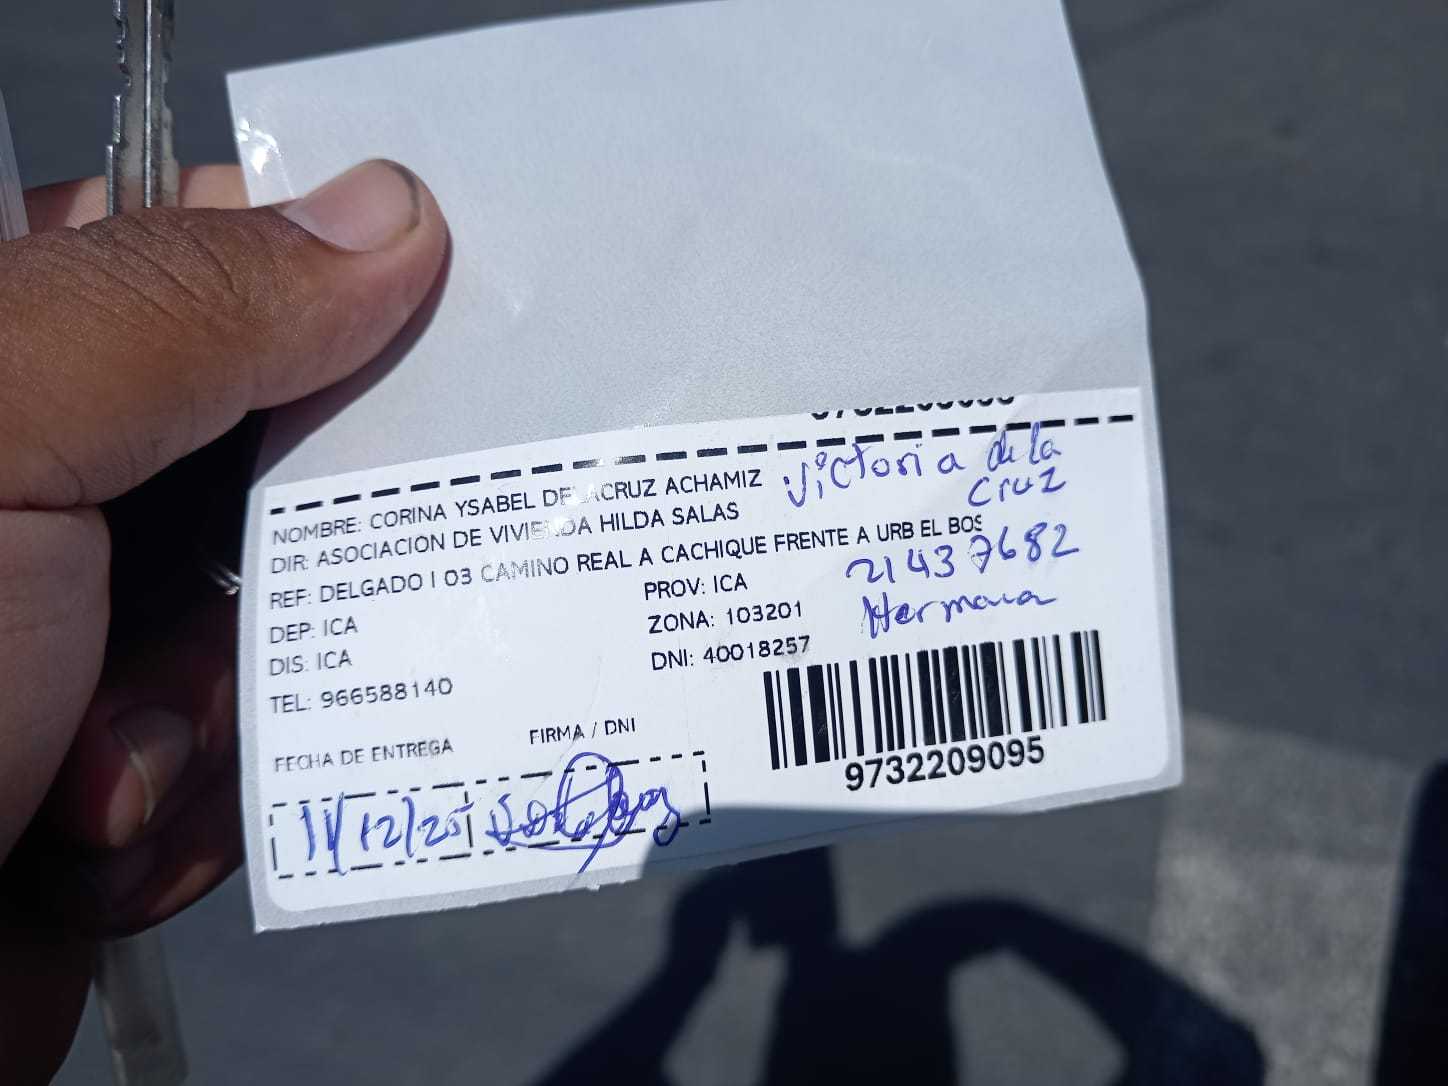 NOMBRE: CORINA YSABEL DE LACRUZ ACHAMIZ
DIR: ASOCIACION DE VIVIENDA HILDA SALAS
REF: DELGADO I 03 CAMINO REAL A CACHIQUE FRENTE A URB EL BOS
DEP: ICA
PROV: ICA
DIS: ICA
ZONA: 103201
TEL: 966588140
DNI: 40018257
Victoria de la
Cruz
21437682
Hermana
FECHA DE ENTREGA
FIRMA / DNI
11/12/25
9732209095